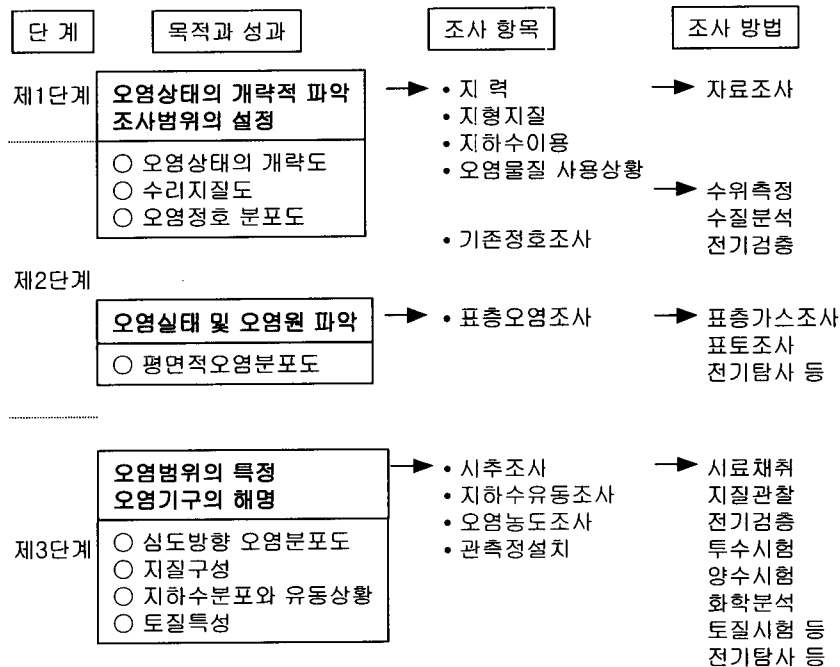 단 계
목적과 성과
조사 항목
조사 방법
제1단계
오염상태의 개략적 파악
조사범위의 설정
○ 오염상태의 개략도
○ 수리지질도
○ 오염정호 분포도
• 지 력
• 지형지질
• 지하수이용
• 오염물질 사용상황
• 기존정호조사
자료조사
수위측정
수질분석
전기검층
제2단계
오염실태 및 오염원 파악
○ 평면적오염분포도
• 표층오염조사
표층가스조사
표토조사
전기탐사 등
제3단계
오염범위의 특정
오염기구의 해명
○ 심도방향 오염분포도
○ 지질구성
○ 지하수분포와 유동상황
○ 토질특성
• 시추조사
• 지하수유동조사
• 오염농도조사
• 관측정설치
시료채취
지질관찰
전기검층
투수시험
양수시험
화학분석
토질시험 등
전기탐사 등